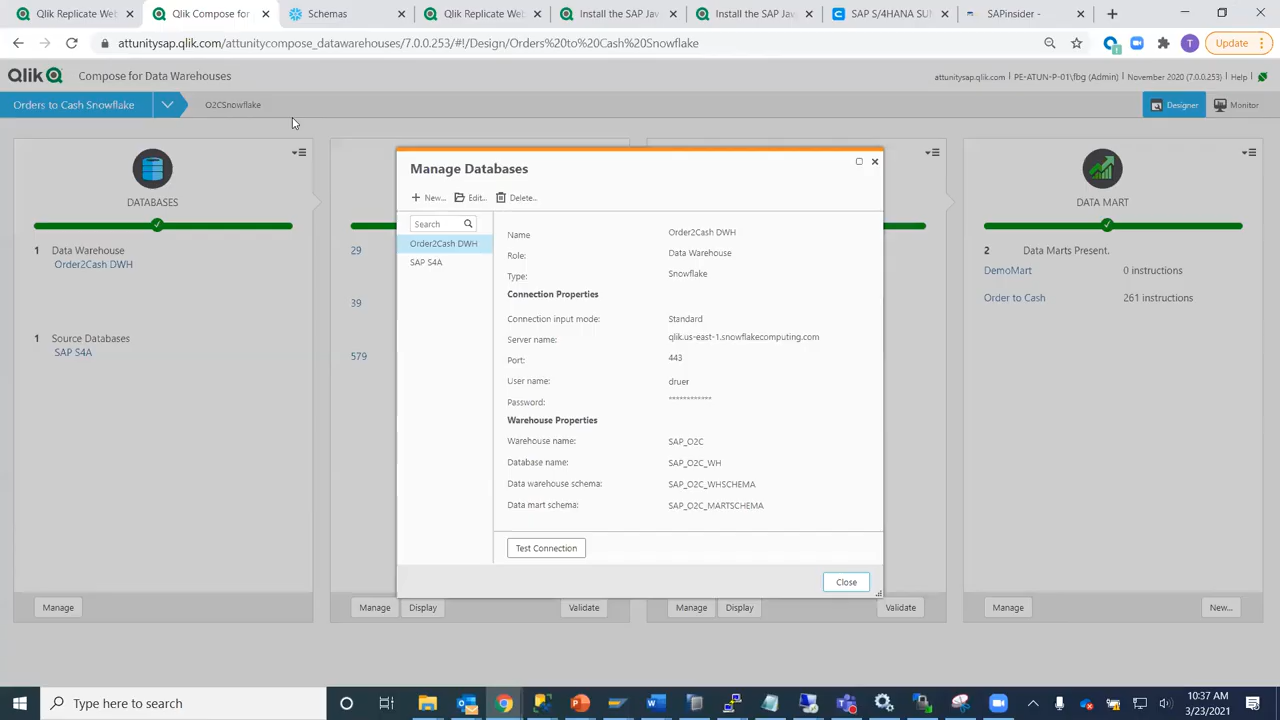 Qlik Replicate Web
Qlik Compose for Dat
Schemas
Qlik Replicate Web
Install the SAP Jav
Install the SAP Jav
SAP S/4HANA SUM
SAPinsider -
attunitysap.qlik.com/attunitycompose_datawarehouses/7.0.0.253/#!/Design/Orders%20to%20Cash%20Snowflake
T
Update
Qlik
Compose for Data Warehouses
attunitysap.qlik.com
PE-ATUN-P-01\fbg (Admin)
November 2020 (7.0.0.253)
Help
Orders to Cash Snowflake
O2CSnowflake
Designer
Monitor
DATABASES
1 Data Warehouse
Order2Cash DWH
1 Source Databases
SAP S4A
Manage
29
39
579
Manage
Display
Validate
Manage Databases
New...
Edit...
Delete...
Search
Order2Cash DWH
SAP S4A
Name Order2Cash DWH
Role: Data Warehouse
Type: Snowflake
Connection Properties
Connection input mode: Standard
Server name: qlik.us-east-1.snowflakecomputing.com
Port: 443
User name: druer
Password: ************
Warehouse Properties
Warehouse name: SAP_O2C
Database name: SAP_O2C_WH
Data warehouse schema: SAP_O2C_WHSCHEMA
Data mart schema: SAP_O2C_MARTSCHEMA
Test Connection
Close
Manage
Display
Validate
DATA MART
2 Data Marts Present.
DemoMart 0 instructions
Order to Cash 261 instructions
Manage
New...
Type here to search
10:37 AM
3/23/2021